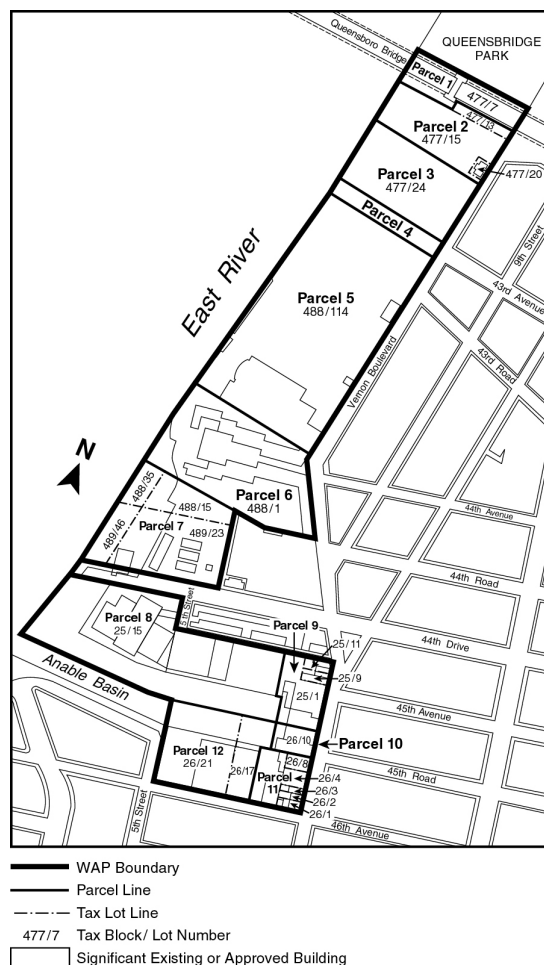 Queensboro Bridge
QUEENSBRIDGE
PARK
Parcel 1
477/7
477/13
Parcel 2
477/15
477/20
Parcel 3
477/24
Parcel 4
9th Street
43rd Avenue
East River
Parcel 5
488/114
Vernon Boulevard
43rd Road
N
488/35
Parcel 6
488/1
488/15
44th Avenue
489/46
Parcel 7
489/23
44th Road
5th Street
Parcel 8
25/15
Parcel 9
44th Drive
25/11
25/9
Anable Basin
25/1
45th Avenue
26/10
Parcel 10
Parcel 12
26/21
26/17
26/8
Parcel
11
26/4
26/3
26/2
26/1
45th Road
5th Street
46th Avenue
WAP Boundary
Parcel Line
Tax Lot Line
477/7 Tax Block/ Lot Number
Significant Existing or Approved Building